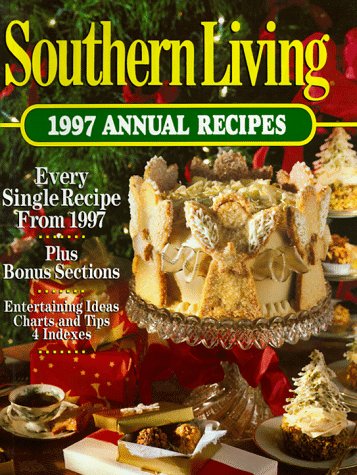 Southern Living
1997 ANNUAL RECIPES
Every
Single Recipe
From 1997
Plus
Bonus Sections
Entertaining Ideas
Charts and Tips
4 Indexes